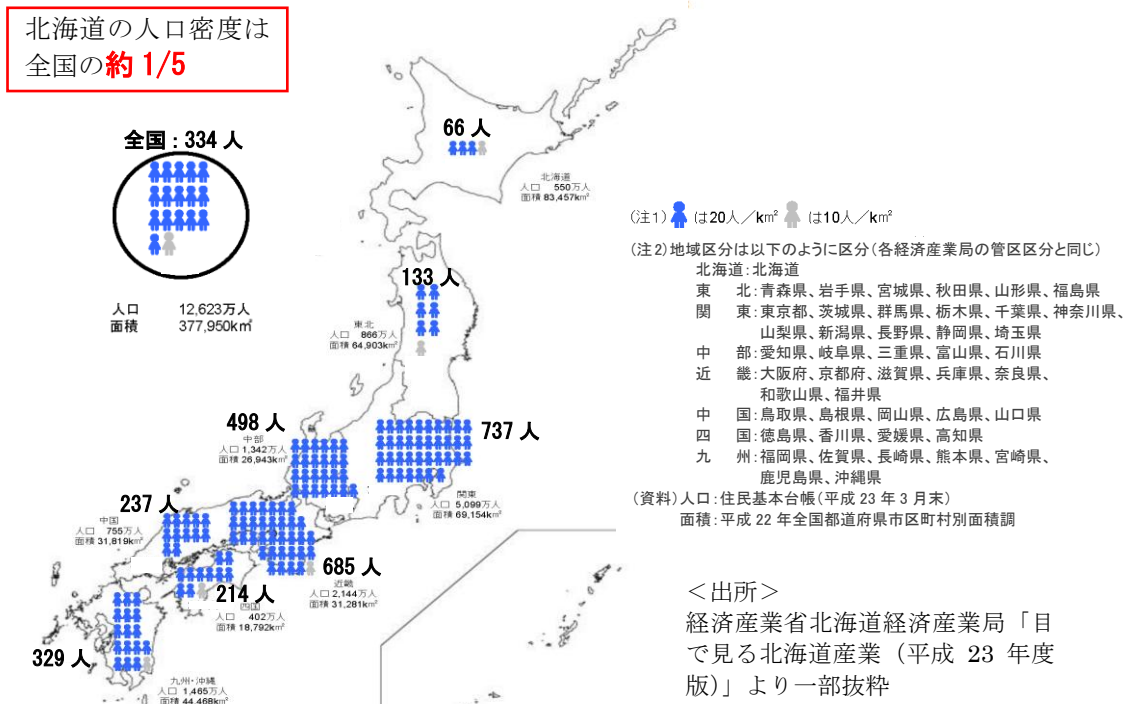 北海道の人口密度は
全国の約 1/5
全国：334 人
人口 12,623万人
面積 377,950k㎡
66 人
北海道
人口 550万人
面積 83,457k㎡
133 人
東北
人口 866万人
面積 64,903k㎡
498 人
中部
人口 1,342万人
面積 26,943k㎡
737 人
関東
人口 5,099万人
面積 69,154k㎡
237 人
中国
人口 755万人
面積 31,819k㎡
685 人
近畿
人口 2,144万人
面積 31,281k㎡
214 人
四国
人口 402万人
面積 18,792k㎡
329 人
九州・沖縄
人口 1,465万人
面積 44,468k㎡
(注1) は20人／k㎡ は10人／k㎡
(注2)地域区分は以下のように区分(各経済産業局の管区区分と同じ)
北海道：北海道
東 北：青森県、岩手県、宮城県、秋田県、山形県、福島県
関 東：東京都、茨城県、群馬県、栃木県、千葉県、神奈川県、
山梨県、新潟県、長野県、静岡県、埼玉県
中 部：愛知県、岐阜県、三重県、富山県、石川県
近 畿：大阪府、京都府、滋賀県、兵庫県、奈良県、
和歌山県、福井県
中 国：鳥取県、島根県、岡山県、広島県、山口県
四 国：徳島県、香川県、愛媛県、高知県
九 州：福岡県、佐賀県、長崎県、熊本県、宮崎県、
鹿児島県、沖縄県
(資料)人口：住民基本台帳(平成 23 年 3 月末)
面積：平成 22 年全国都道府県市区町村別面積調
＜出所＞
経済産業省北海道経済産業局「目
で見る北海道産業（平成 23 年度
版）」より一部抜粋